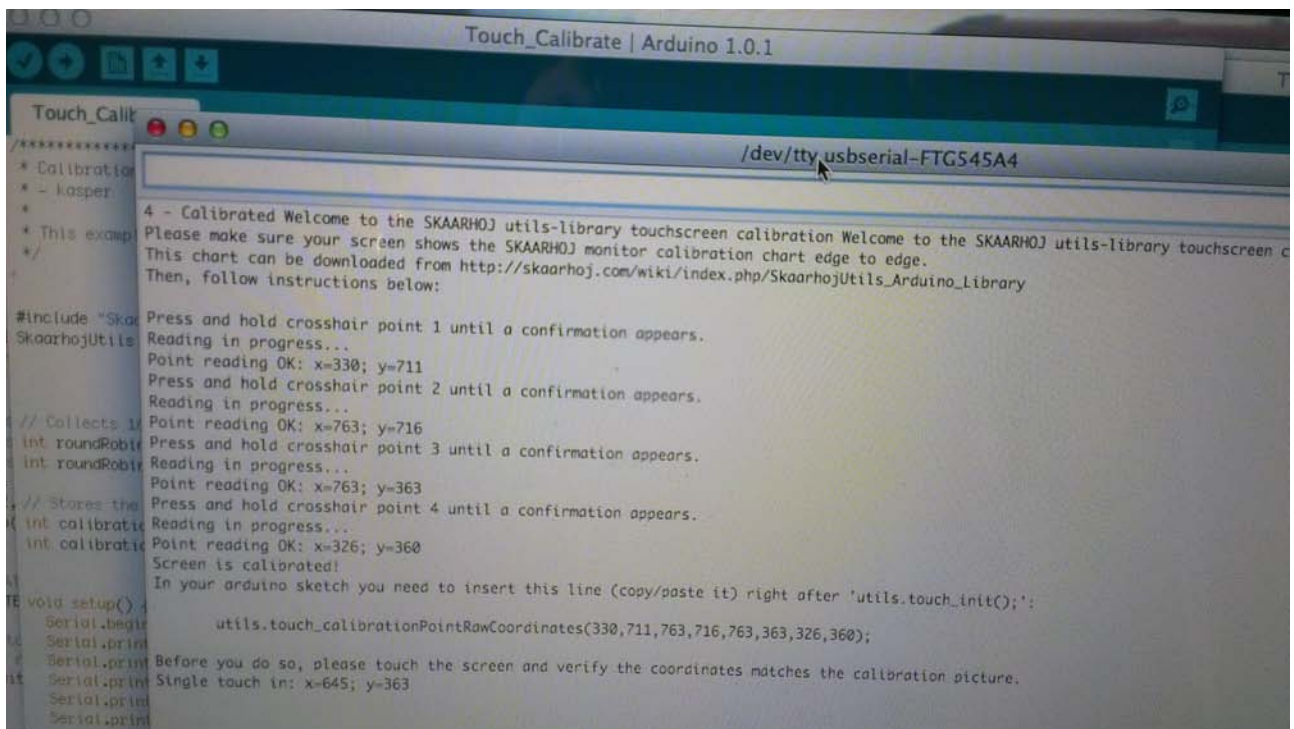 Touch_Calibrate | Arduino 1.0.1
Touch_Calib
/dev/tty.usbserial-FTG545A4
/*************
* Calibration
* - kasper
*
* This exampl
*/
#include "Skaa
SkaarhojUtils
// Collects 1
int roundRobi
int roundRobi
// Stores the
int calibratio
int calibratio
void setup() {
Serial.begin
Serial.print
Serial.print
Serial.print
Serial.print
Serial.print
4 - Calibrated Welcome to the SKAARHOJ utils-library touchscreen calibration Welcome to the SKAARHOJ utils-library touchscreen c
Please make sure your screen shows the SKAARHOJ monitor calibration chart edge to edge.
This chart can be downloaded from http://skaarhoj.com/wiki/index.php/SkaarhojUtils_Arduino_Library
Then, follow instructions below:
Press and hold crosshair point 1 until a confirmation appears.
Reading in progress...
Point reading OK: x=330; y=711
Press and hold crosshair point 2 until a confirmation appears.
Reading in progress...
Point reading OK: x=763; y=716
Press and hold crosshair point 3 until a confirmation appears.
Reading in progress...
Point reading OK: x=763; y=363
Press and hold crosshair point 4 until a confirmation appears.
Reading in progress...
Point reading OK: x=326; y=360
Screen is calibrated!
In your arduino sketch you need to insert this line (copy/paste it) right after 'utils.touch_init();':
utils.touch_calibrationPointRawCoordinates(330,711,763,716,763,363,326,360);
Before you do so, please touch the screen and verify the coordinates matches the calibration picture.
Single touch in: x=645; y=363